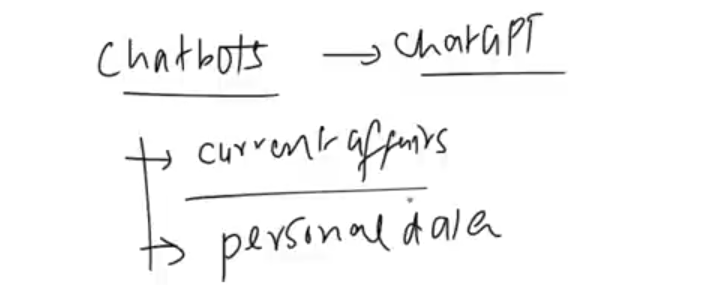 Chatbots → ChatGPT
→ current affairs
→ personal data